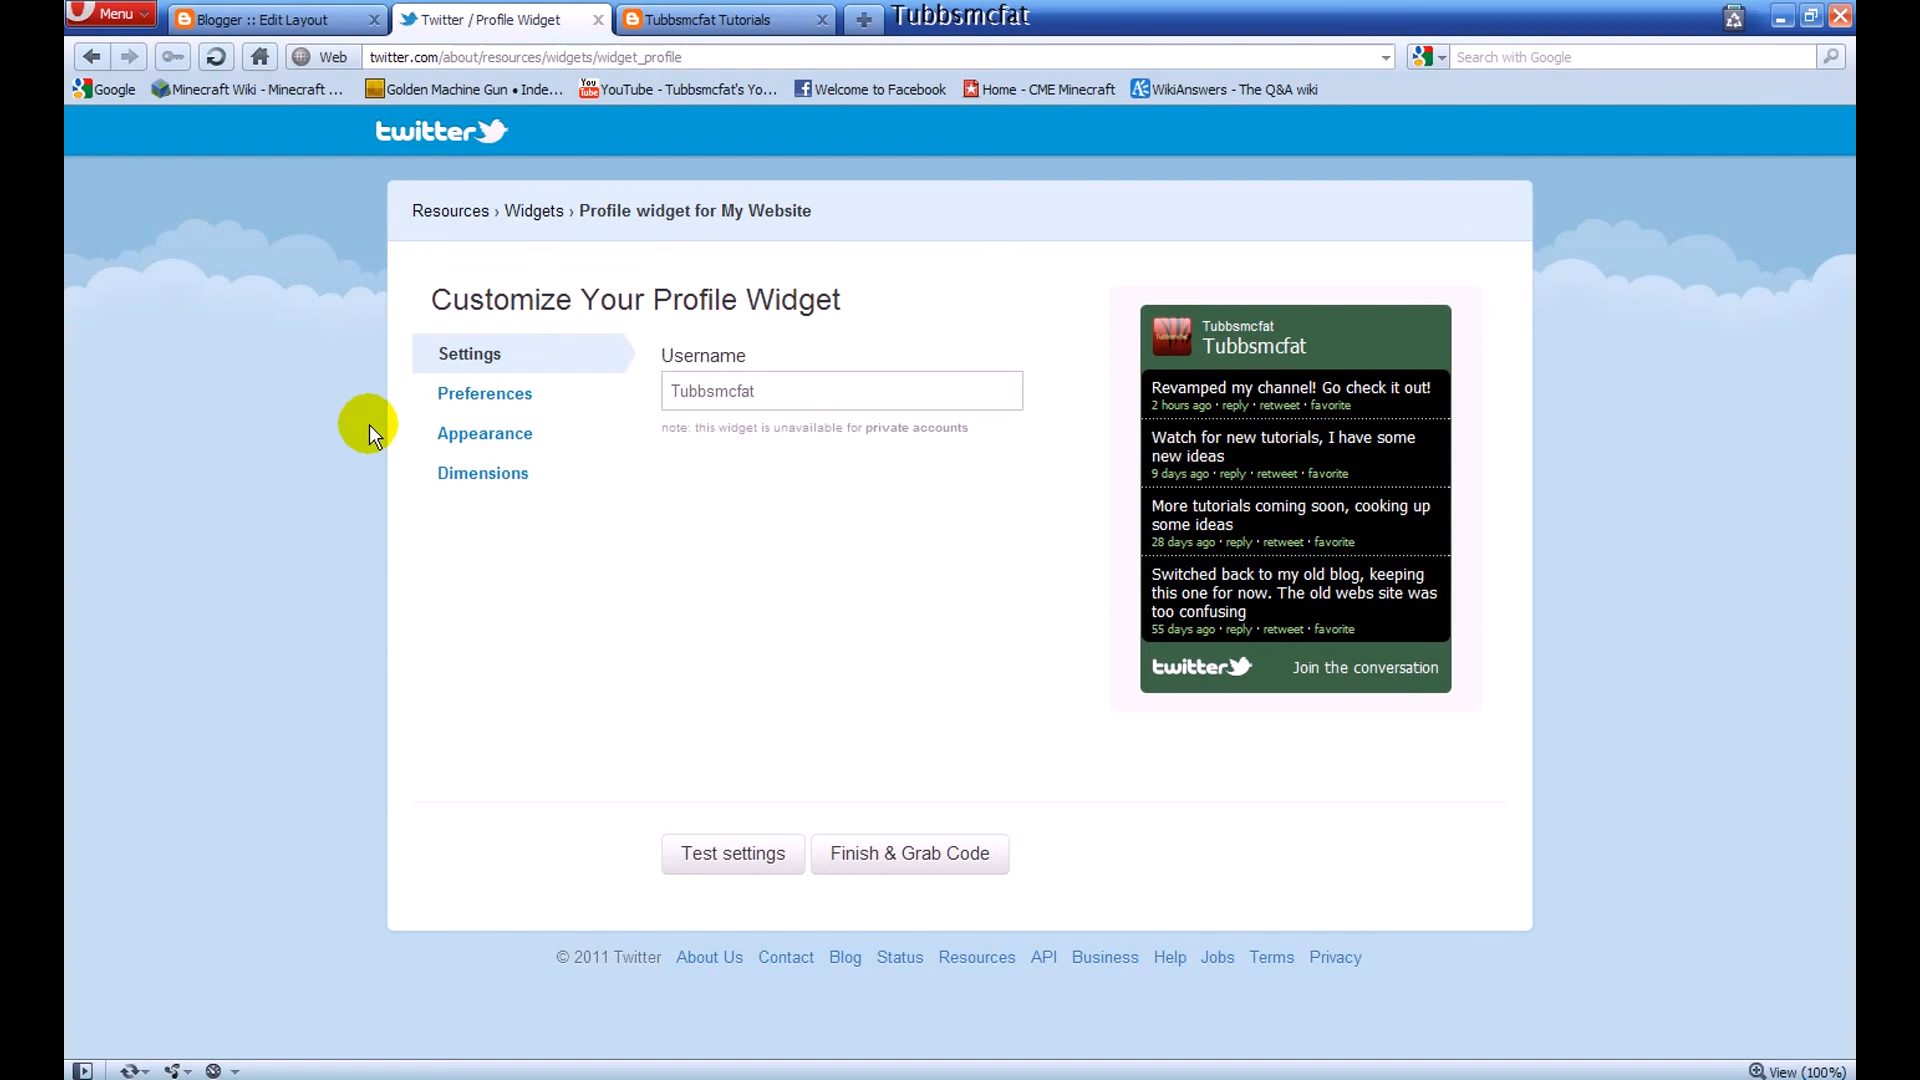 Menu
Blogger :: Edit Layout
Twitter / Profile Widget
Tubbsmcfat Tutorials
Tubbsmcfat
Web
twitter.com/about/resources/widgets/widget_profile
Search with Google
Google
Minecraft Wiki - Minecraft ...
Golden Machine Gun • Inde...
You Tube
YouTube - Tubbsmcfat's Yo...
Welcome to Facebook
Home - CME Minecraft
WikiAnswers - The Q&A wiki
twitter
Resources › Widgets › Profile widget for My Website
Customize Your Profile Widget
Settings
Preferences
Appearance
Dimensions
Username
Tubbsmcfat
note: this widget is unavailable for private accounts
Tubbsmcfat
Tubbsmcfat
Revamped my channel! Go check it out!
2 hours ago · reply · retweet · favorite
Watch for new tutorials, I have some
new ideas
9 days ago · reply · retweet · favorite
More tutorials coming soon, cooking up
some ideas
28 days ago · reply · retweet · favorite
Switched back to my old blog, keeping
this one for now. The old webs site was
too confusing
55 days ago · reply · retweet · favorite
twitter
Join the conversation
Test settings
Finish & Grab Code
© 2011 Twitter About Us Contact Blog Status Resources API Business Help Jobs Terms Privacy
View (100%)